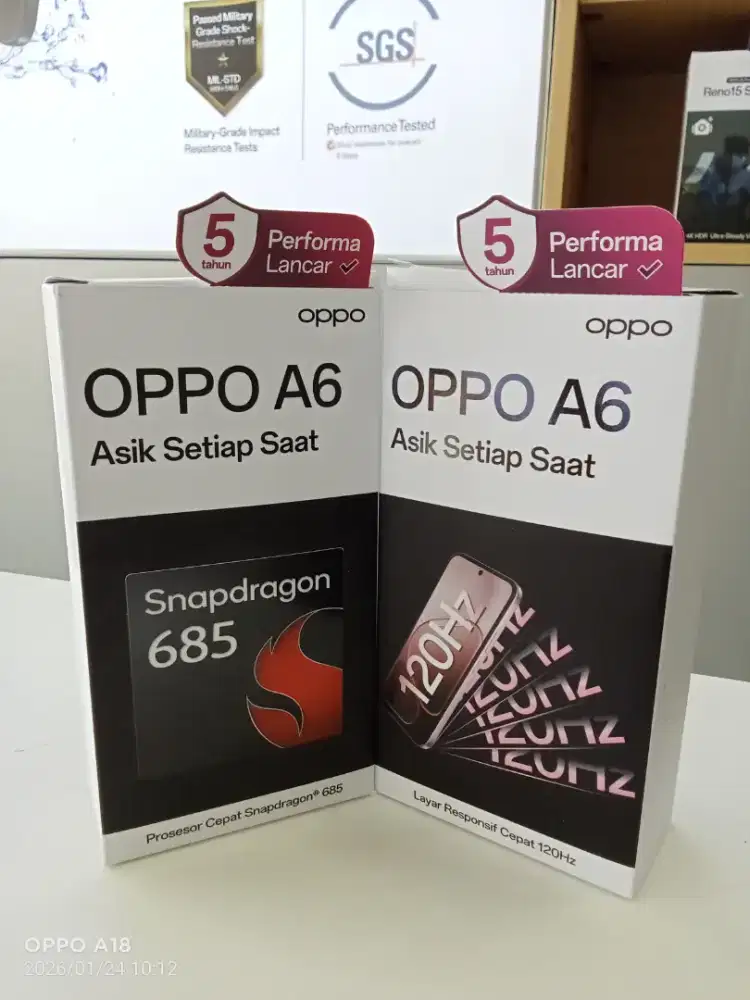 Passed Military
Grade Shock-
Resistance Test
MIL-STD
Military-Grade Impact
Resistance Tests
SGS
Performance Tested
Reno15
5
tahun
Performa
Lancar
oppo
OPPO A6
Asik Setiap Saat
Snapdragon
685
Prosesor Cepat Snapdragon® 685
5
tahun
Performa
Lancar
oppo
OPPO A6
Asik Setiap Saat
120Hz
120Hz
120Hz
120Hz
120Hz
120Hz
Layar Responsif Cepat 120Hz
OPPO A18
2026/01/24 10:12